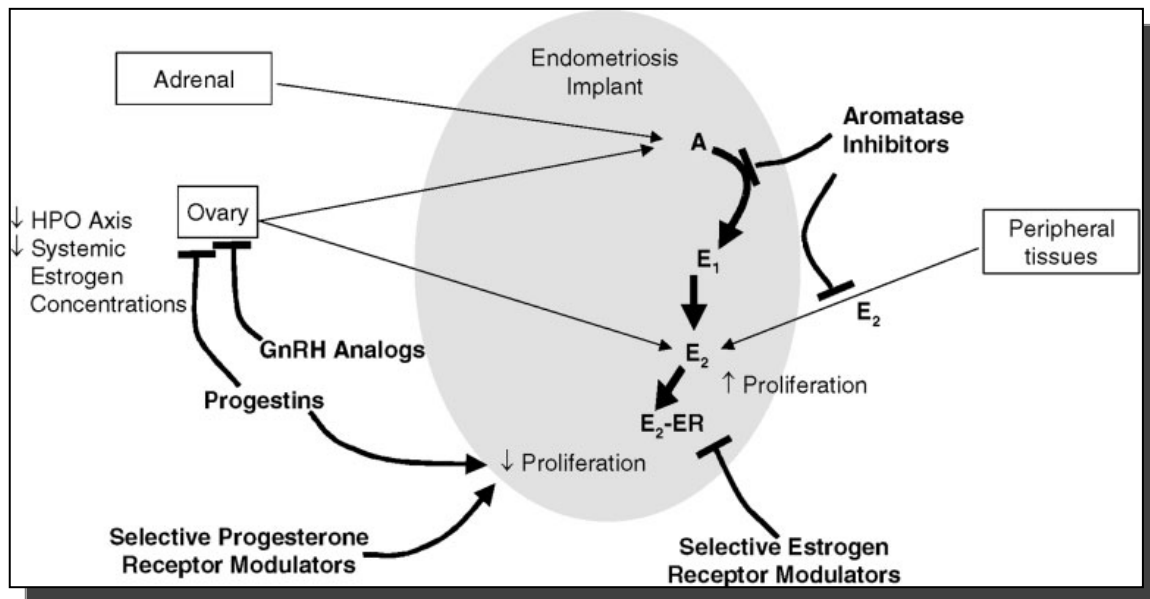 Endometriosis
Implant
Adrenal
Aromatase
Inhibitors
A
Ovary
↓ HPO Axis
↓ Systemic
Estrogen
Concentrations
Peripheral
tissues
E₁
E₂
GnRH Analogs
E₂
↑ Proliferation
Progestins
E₂-ER
↓ Proliferation
Selective Progesterone
Receptor Modulators
Selective Estrogen
Receptor Modulators